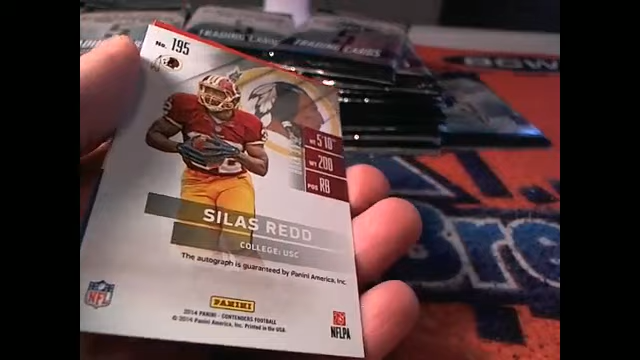 TRADING CARDS
No. 195
HT 5'10"
WT 200
POS RB
SILAS REDD
COLLEGE: USC
The autograph is guaranteed by Panini America, Inc.
NFL
PANINI
2014 PANINI - CONTENDERS FOOTBALL
© 2014 Panini America, Inc. Printed in the USA.
NFLPA